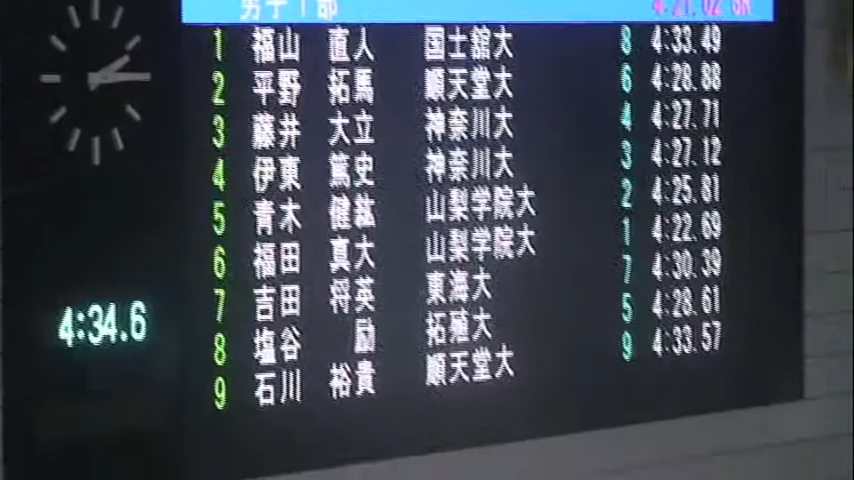 男子1部 4:21.02 GR
1 福山 直人 国士舘大 8 4:33.49
2 平野 拓馬 順天堂大 6 4:28.88
3 藤井 大立 神奈川大 4 4:27.71
4 伊東 篤史 神奈川大 3 4:27.12
5 青木 健紘 山梨学院大 2 4:25.81
6 福田 真大 山梨学院大 1 4:22.69
7 吉田 将英 東海大 7 4:30.39
8 塩谷 励 拓殖大 5 4:28.61
9 石川 裕貴 順天堂大 9 4:33.57
4:34.6